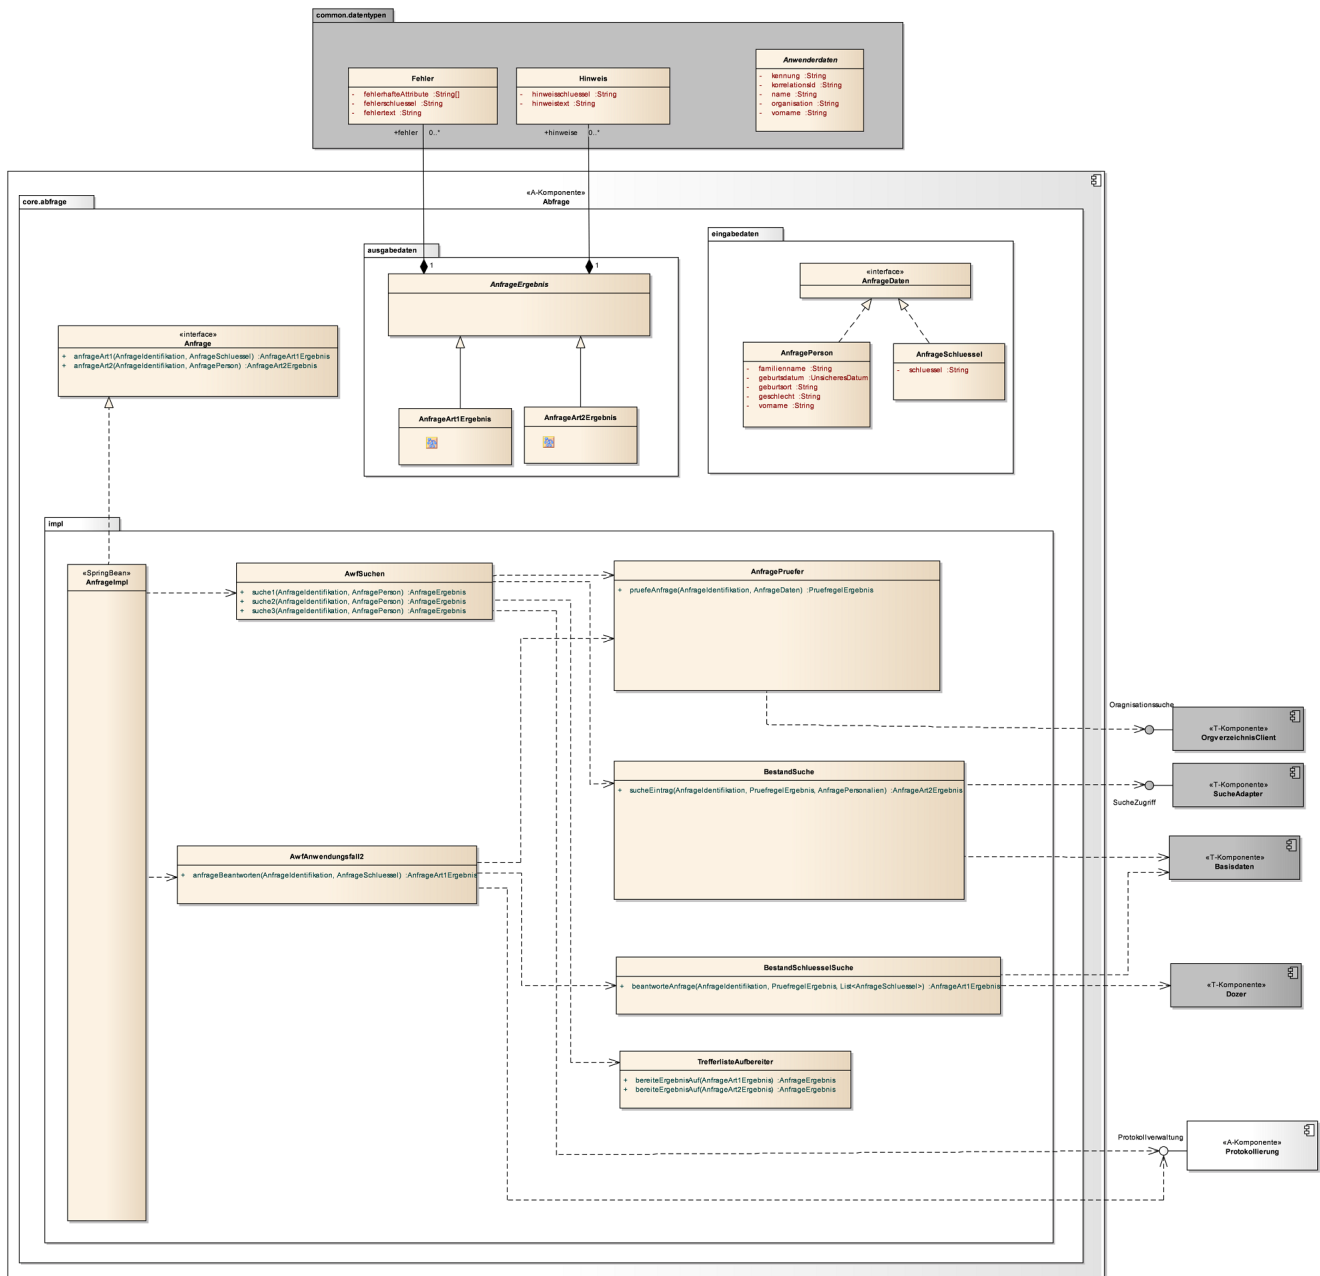 common.datentypen
Fehler
- fehlerhafteAttribute :String[]
- fehlerschluessel :String
- fehlertext :String
Hinweis
- hinweisschluessel :String
- hinweistext :String
Anwenderdaten
- kennung :String
- korrelationsId :String
- name :String
- organisation :String
- vorname :String
+fehler 0..*
+hinweise 0..*
«A-Komponente»
Abfrage
core.abfrage
ausgabedaten
1
1
AnfrageErgebnis
AnfrageArt1Ergebnis
AnfrageArt2Ergebnis
eingabedaten
«interface»
AnfrageDaten
AnfragePerson
- familienname :String
- geburtsdatum :UnsicheresDatum
- geburtsort :String
- geschlecht :String
- vorname :String
AnfrageSchluessel
- schluessel :String
«interface»
Anfrage
+ anfrageArt1(AnfrageIdentifikation, AnfrageSchluessel) :AnfrageArt1Ergebnis
+ anfrageArt2(AnfrageIdentifikation, AnfragePerson) :AnfrageArt2Ergebnis
impl
«SpringBean»
AnfrageImpl
AwfSuchen
+ suche1(AnfrageIdentifikation, AnfragePerson) :AnfrageErgebnis
+ suche2(AnfrageIdentifikation, AnfragePerson) :AnfrageErgebnis
+ suche3(AnfrageIdentifikation, AnfragePerson) :AnfrageErgebnis
AnfragePruefer
+ pruefeAnfrage(AnfrageIdentifikation, AnfrageDaten) :PruefregelErgebnis
Oragnisationssuche
«T-Komponente»
OrgverzeichnisClient
BestandSuche
+ sucheEintrag(AnfrageIdentifikation, PruefregelErgebnis, AnfragePersonalien) :AnfrageArt2Ergebnis
SucheZugriff
«T-Komponente»
SucheAdapter
«T-Komponente»
Basisdaten
AwfAnwendungsfall2
+ anfrageBeantworten(AnfrageIdentifikation, AnfrageSchluessel) :AnfrageArt1Ergebnis
BestandSchluesselSuche
+ beantworteAnfrage(AnfrageIdentifikation, PruefregelErgebnis, List<AnfrageSchluessel>) :AnfrageArt1Ergebnis
«T-Komponente»
Dozer
TrefferlisteAufbereiter
+ bereiteErgebnisAuf(AnfrageArt1Ergebnis) :AnfrageErgebnis
+ bereiteErgebnisAuf(AnfrageArt2Ergebnis) :AnfrageErgebnis
Protokollverwaltung
«A-Komponente»
Protokollierung